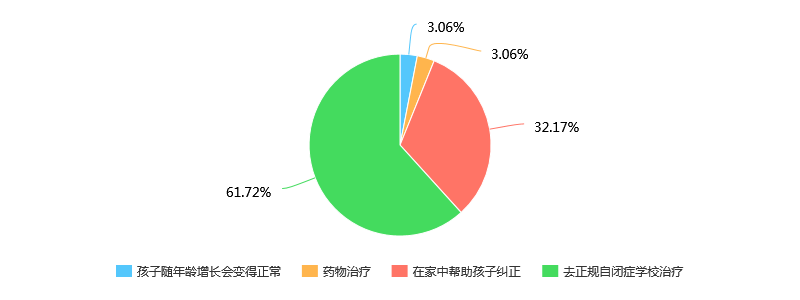 3.06%
3.06%
32.17%
61.72%
孩子随年龄增长会变得正常 药物治疗 在家中帮助孩子纠正 去正规自闭症学校治疗